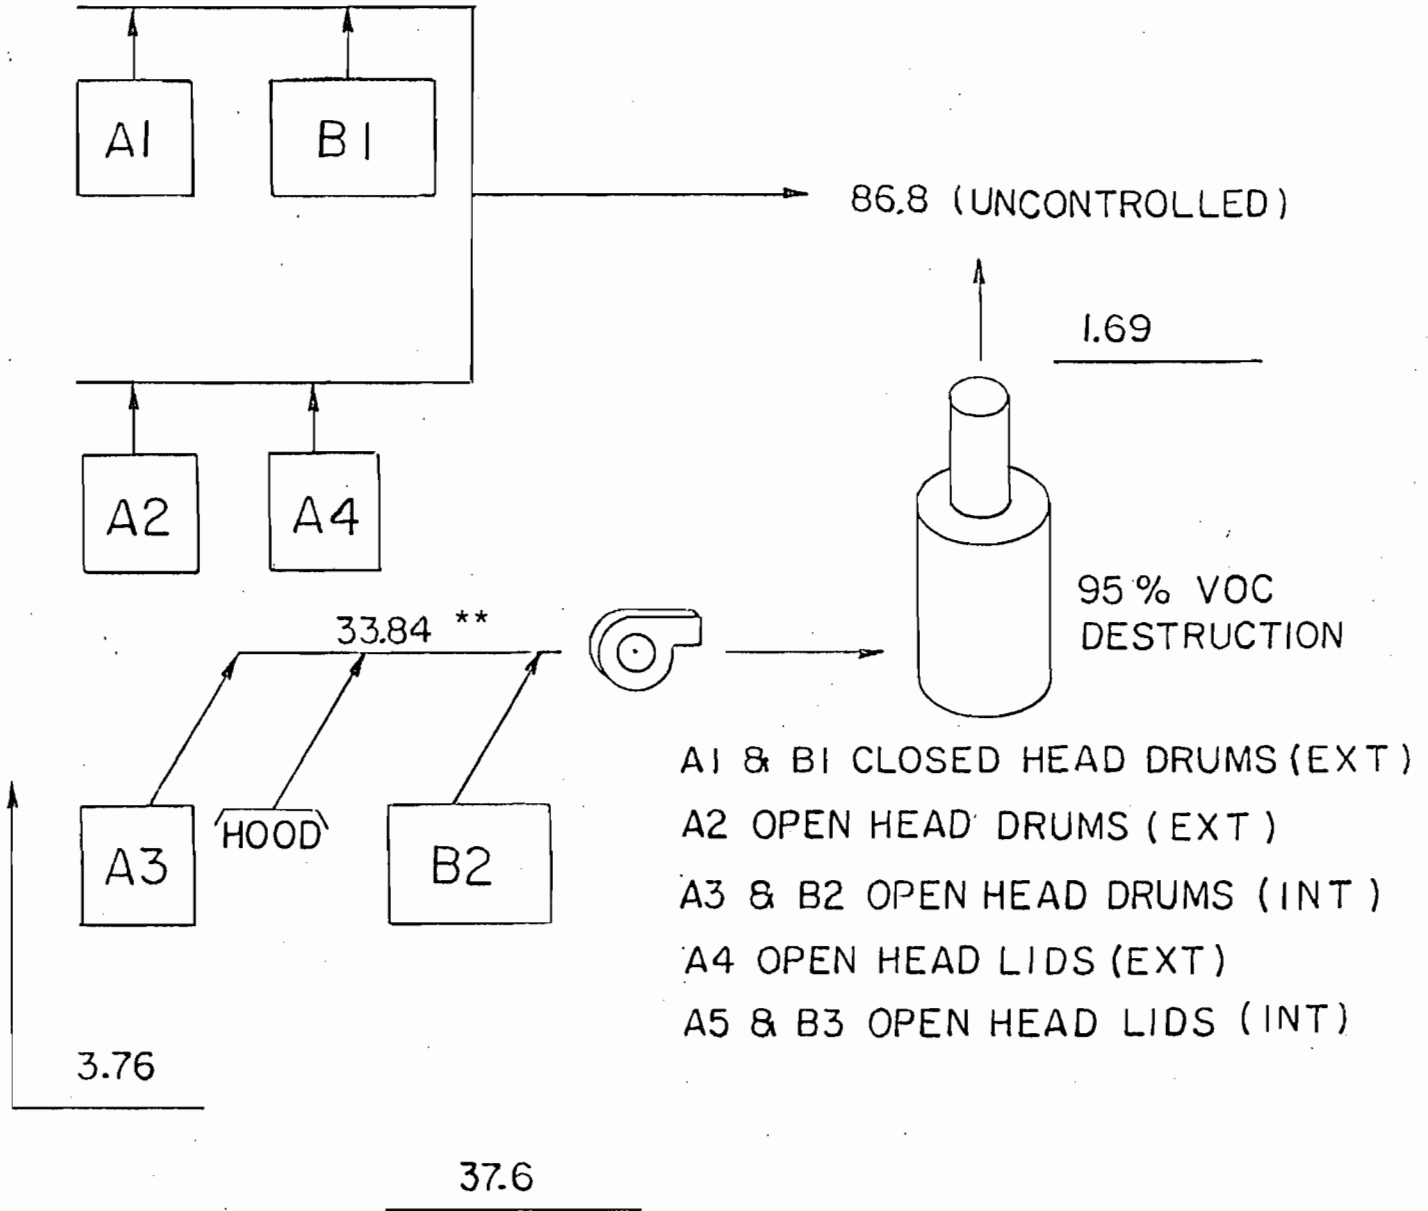 A1
B1
86.8 (UNCONTROLLED)
1.69
A2
A4
33.84 **
95% VOC
DESTRUCTION
A3
HOOD
B2
A1 & B1 CLOSED HEAD DRUMS (EXT)
A2 OPEN HEAD DRUMS (EXT)
A3 & B2 OPEN HEAD DRUMS (INT)
A4 OPEN HEAD LIDS (EXT)
A5 & B3 OPEN HEAD LIDS (INT)
3.76
37.6